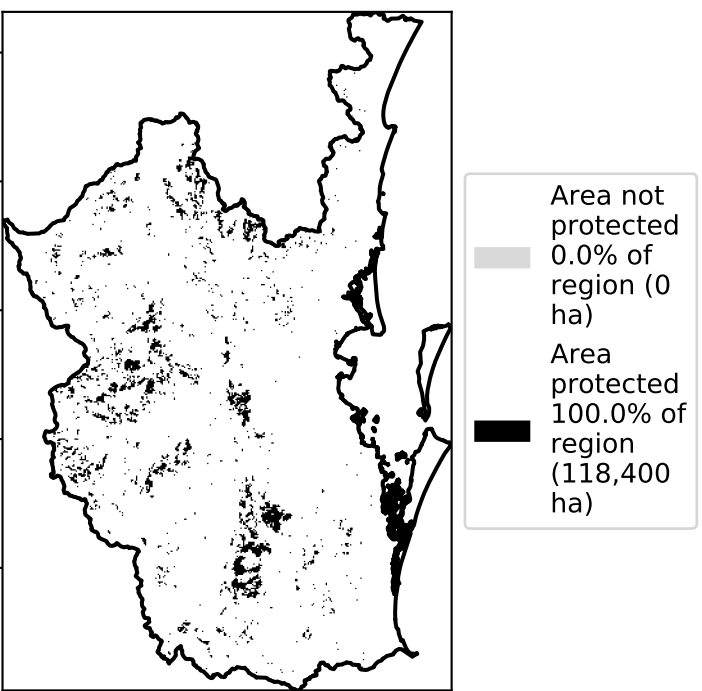 Area not
protected
0.0% of
region (0
ha)
Area
protected
100.0% of
region
(118,400
ha)